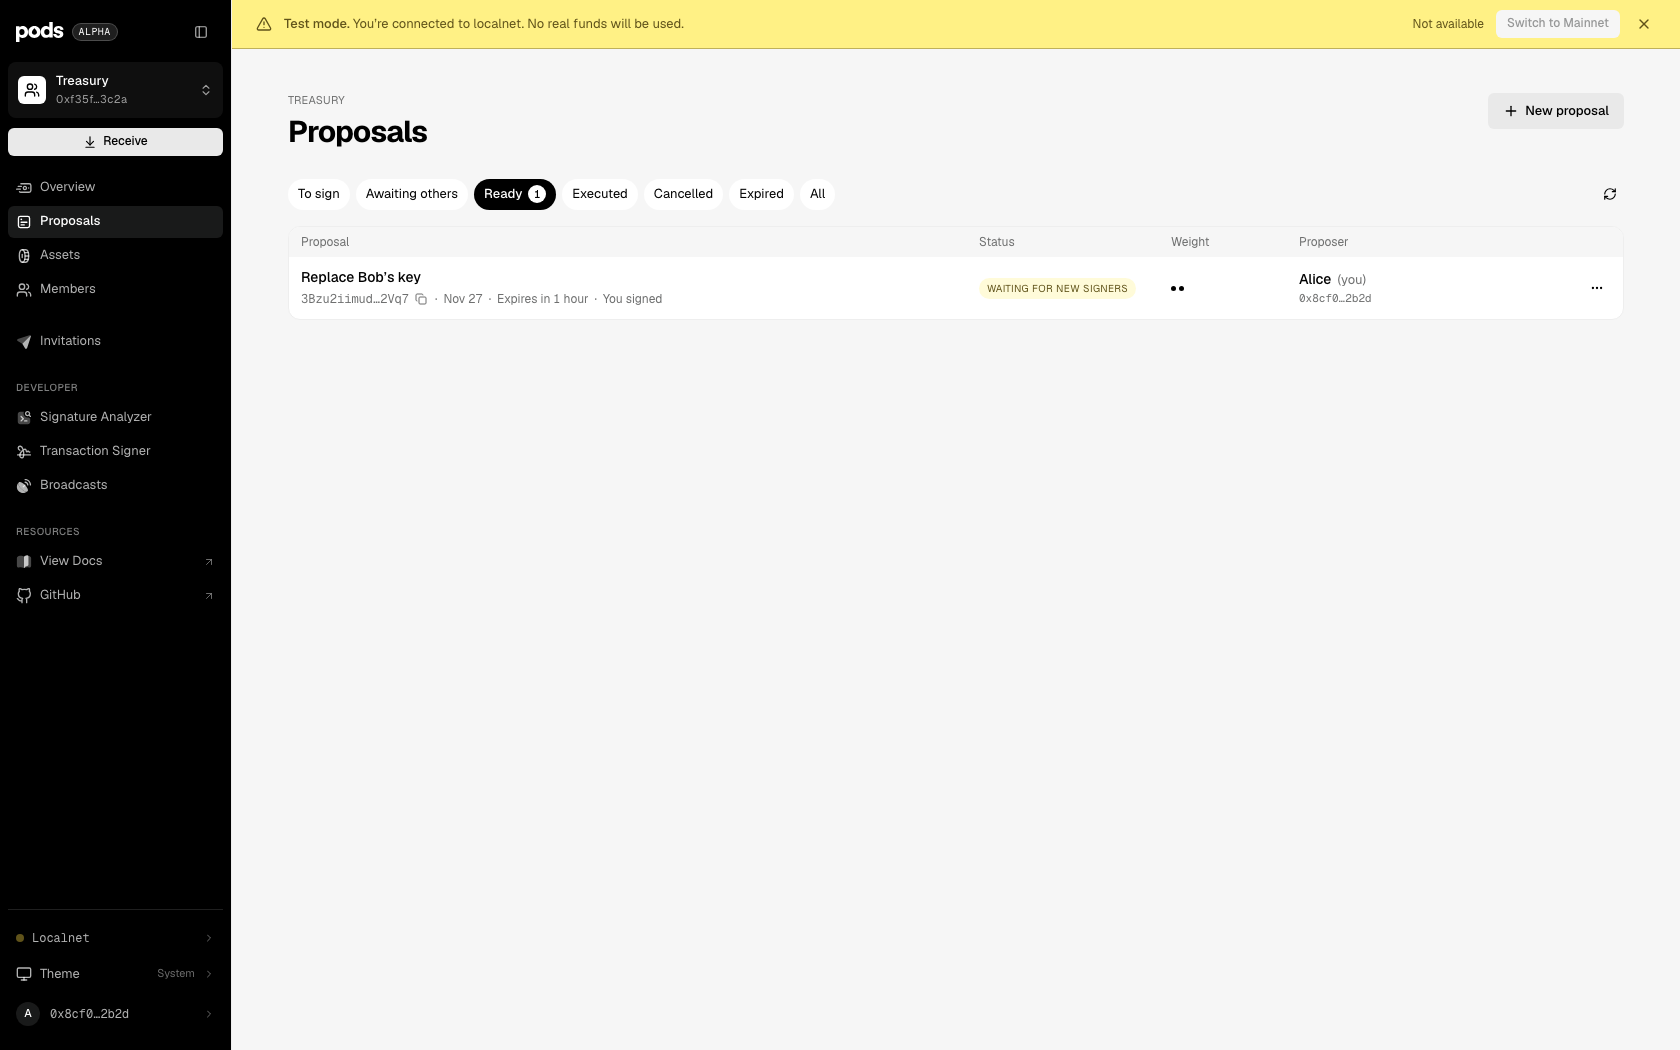 pods ALPHA
Treasury
0xf35f…3c2a
Receive
Overview
Proposals
Assets
Members
Invitations
DEVELOPER
Signature Analyzer
Transaction Signer
Broadcasts
RESOURCES
View Docs
GitHub
Localnet
Theme System
A 0x8cf0…2b2d
Test mode. You're connected to localnet. No real funds will be used.
Not available Switch to Mainnet
TREASURY
Proposals
New proposal
To sign Awaiting others Ready 1 Executed Cancelled Expired All
Proposal Status Weight Proposer
Replace Bob's key
3Bzu2iimud…2Vq7 · Nov 27 · Expires in 1 hour · You signed
WAITING FOR NEW SIGNERS
Alice (you)
0x8cf0…2b2d